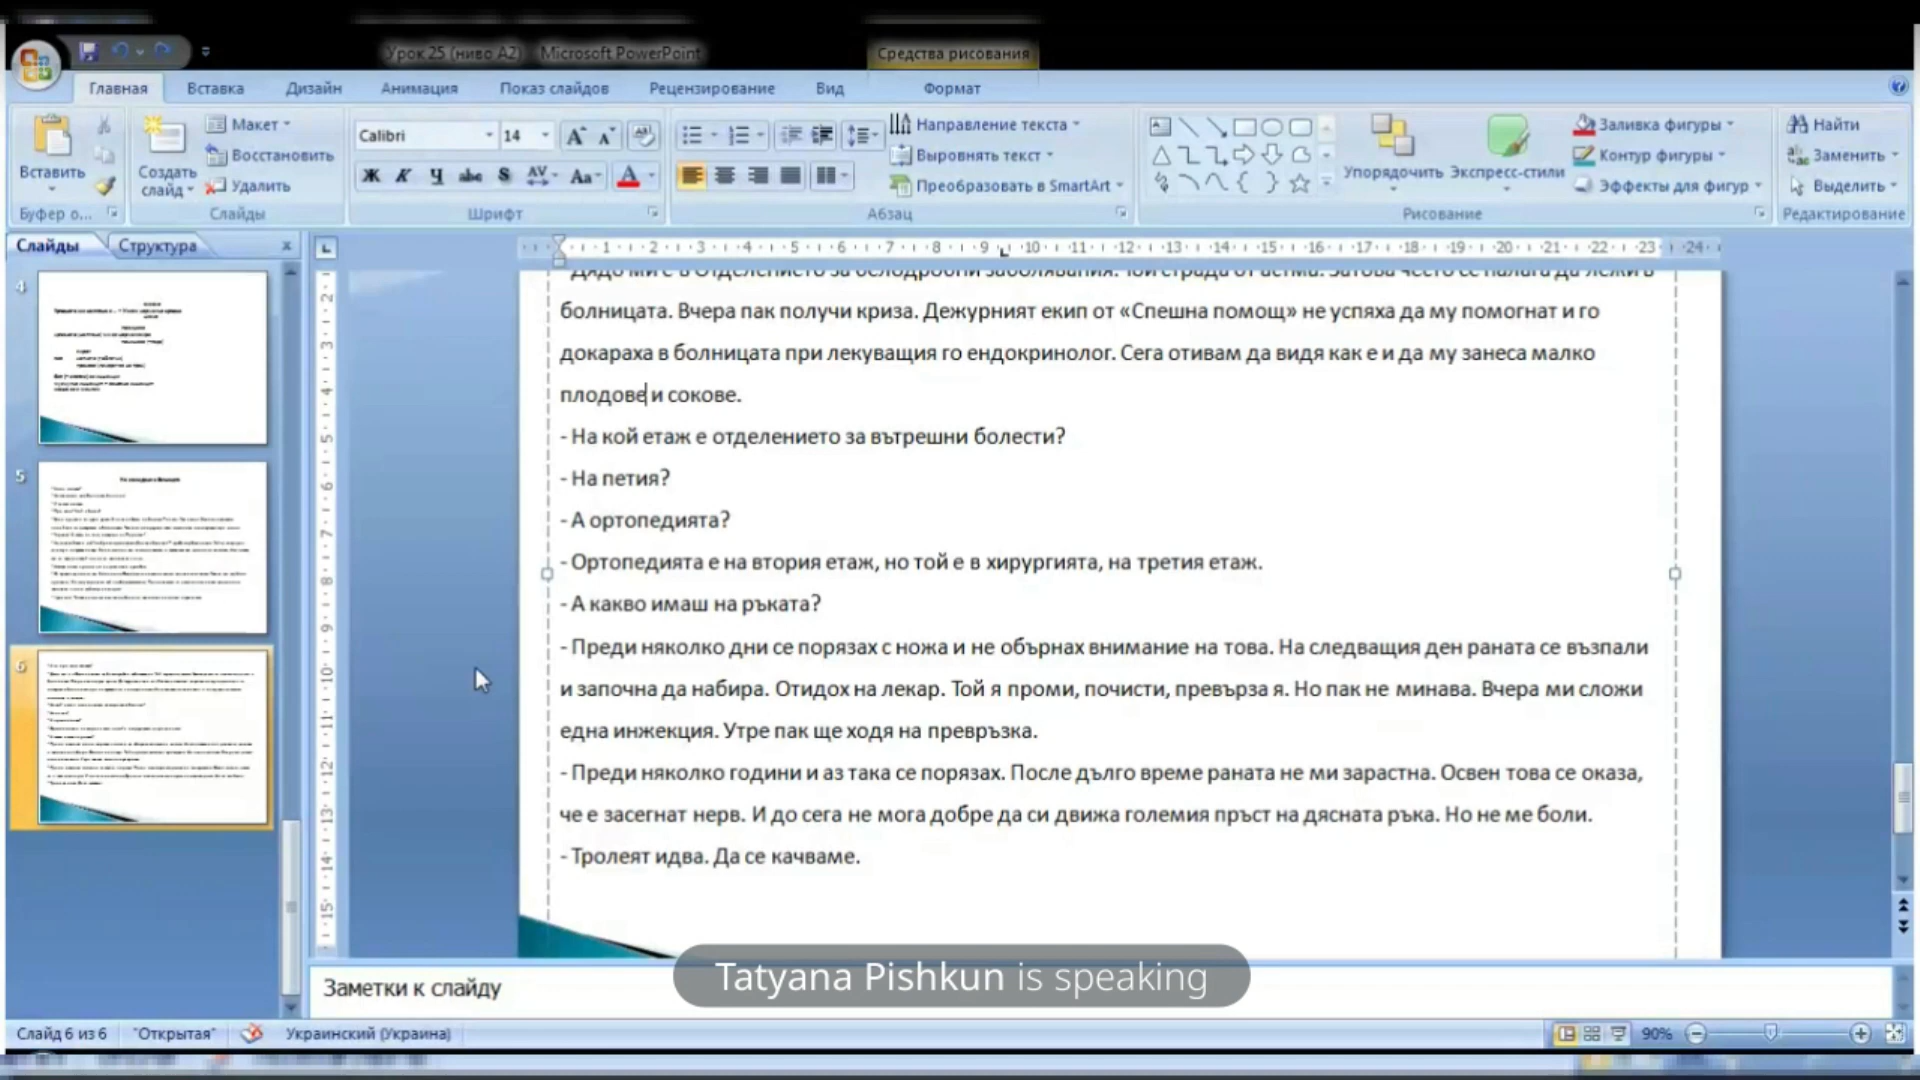 Урок 25 (ниво А2) - Microsoft PowerPoint
Средства рисования
Главная Вставка Дизайн Анимация Показ слайдов Рецензирование Вид Формат
Вставить
Буфер о...
Создать слайд
Макет
Восстановить
Удалить
Слайды
Calibri 14
Шрифт
Направление текста
Выровнять текст
Преобразовать в SmartArt
Абзац
Упорядочить
Экспресс-стили
Заливка фигуры
Контур фигуры
Эффекты для фигур
Рисование
Найти
Заменить
Выделить
Редактирование
Слайды Структура
4
5
6
болницата. Вчера пак получи криза. Дежурният екип от «Спешна помощ» не успяха да му помогнат и го
докараха в болницата при лекуващия го ендокринолог. Сега отивам да видя как е и да му занеса малко
плодове и сокове.
- На кой етаж е отделението за вътрешни болести?
- На петия?
- А ортопедията?
- Ортопедията е на втория етаж, но той е в хирургията, на третия етаж.
- А какво имаш на ръката?
- Преди няколко дни се порязах с ножа и не обърнах внимание на това. На следващия ден раната се възпали
и започна да набира. Отидох на лекар. Той я проми, почисти, превърза я. Но пак не минава. Вчера ми сложи
една инжекция. Утре пак ще ходя на превръзка.
- Преди няколко години и аз така се порязах. После дълго време раната не ми зарастна. Освен това се оказа,
че е засегнат нерв. И до сега не мога добре да си движа големия пръст на дясната ръка. Но не ме боли.
- Тролеят идва. Да се качваме.
Tatyana Pishkun is speaking
Заметки к слайду
Слайд 6 из 6 "Открытая" Украинский (Украина) 90%